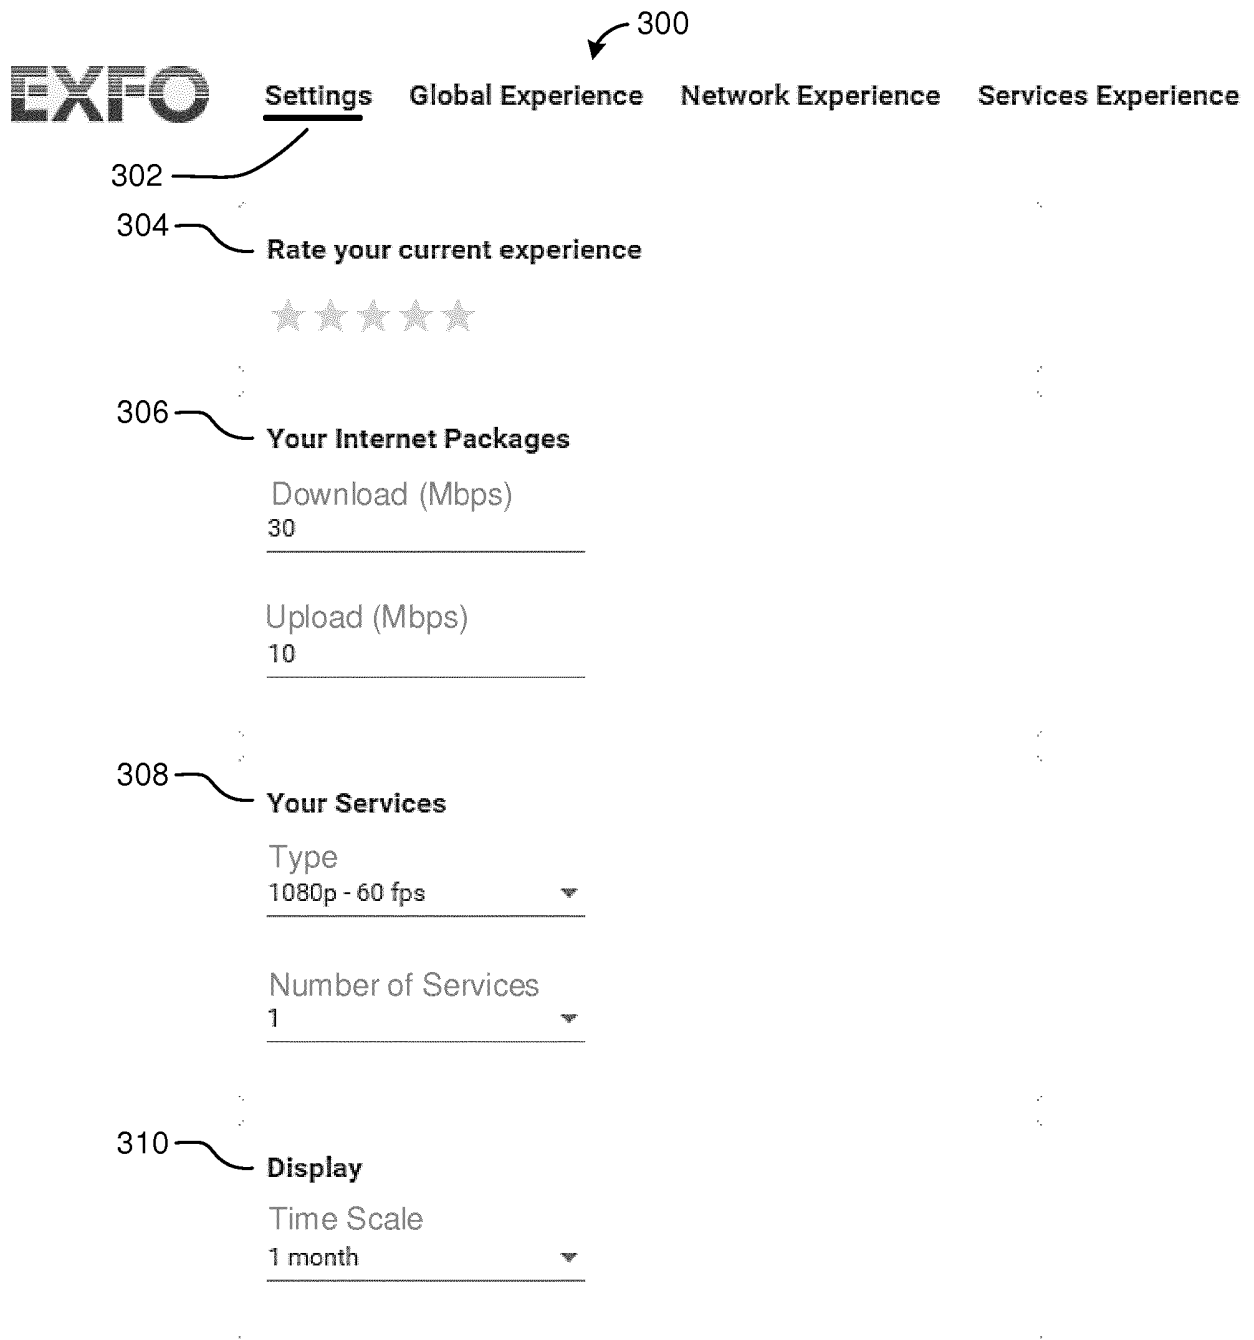 300
EXFO Settings Global Experience Network Experience Services Experience
302
304
Rate your current experience
306
Your Internet Packages
Download (Mbps)
30
Upload (Mbps)
10
308
Your Services
Type
1080p - 60 fps
Number of Services
1
310
Display
Time Scale
1 month